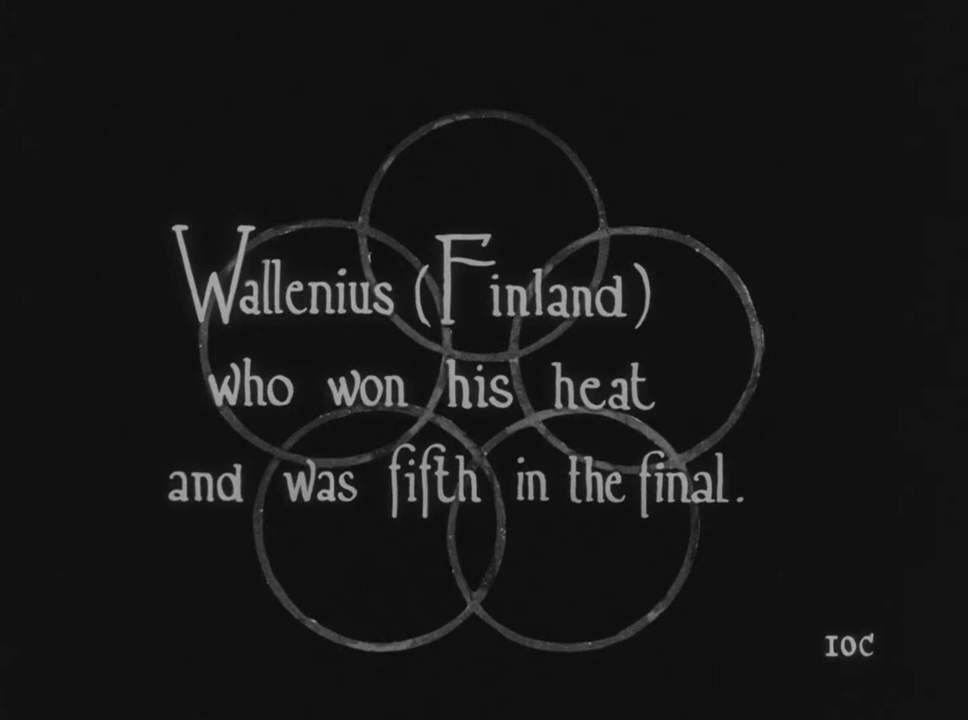 Wallenius (Finland)
who won his heat
and was fifth in the final.
IOC